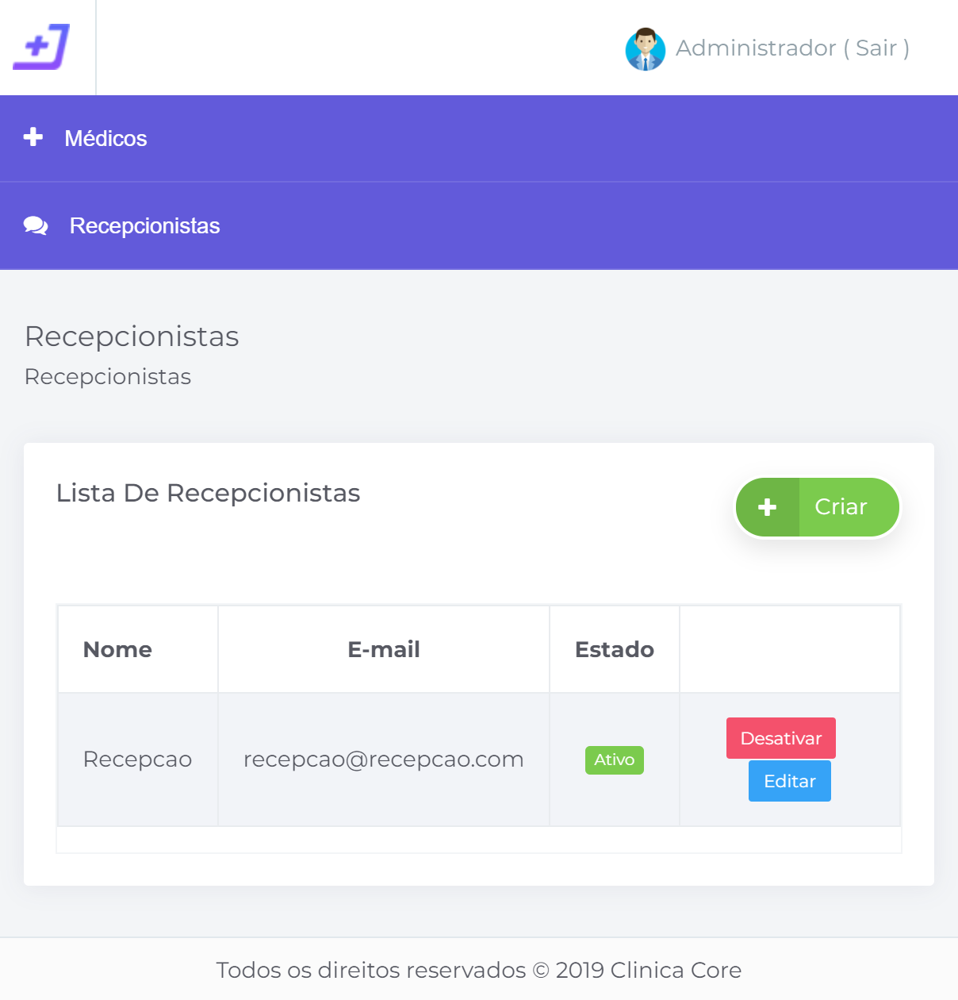 Administrador ( Sair )
Médicos
Recepcionistas
Recepcionistas
Recepcionistas
Lista De Recepcionistas
Criar
Nome E-mail Estado
Recepcao recepcao@recepcao.com Ativo Desativar
Editar
Todos os direitos reservados © 2019 Clinica Core